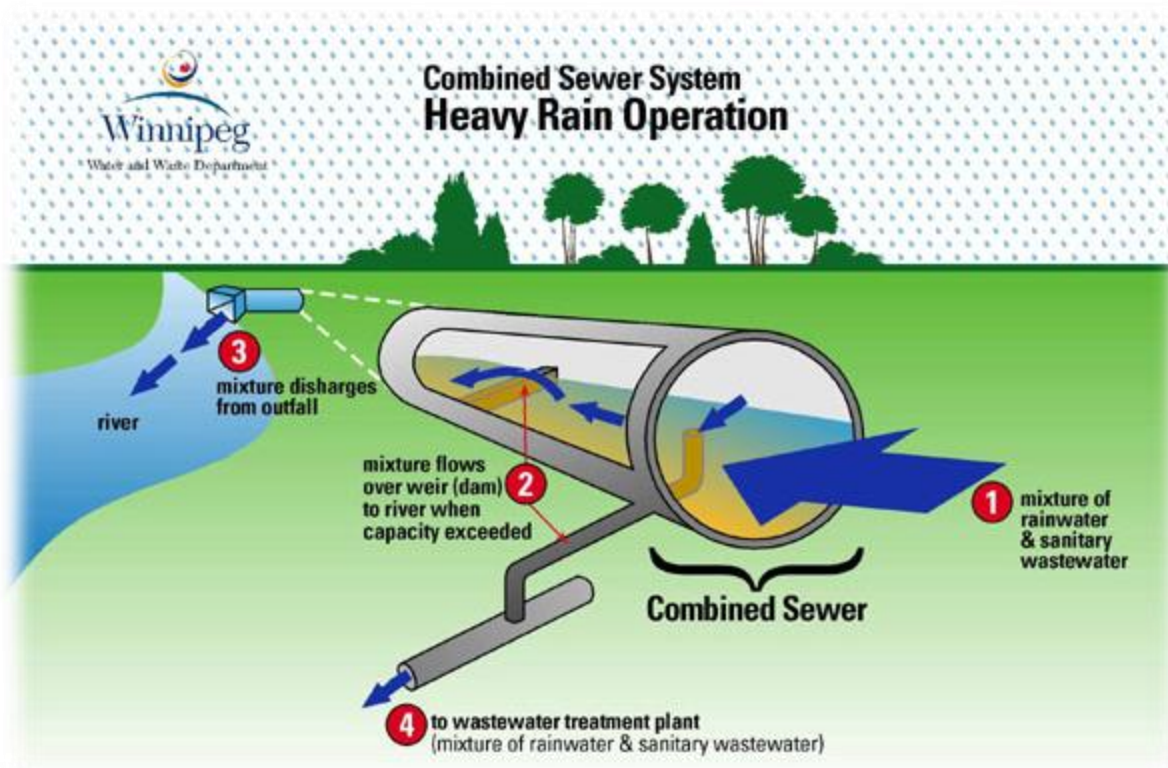 Winnipeg
Water and Waste Department
Combined Sewer System
Heavy Rain Operation
3
mixture disharges
from outfall
river
mixture flows
over weir (dam)
to river when
capacity exceeded
2
1
mixture of
rainwater
& sanitary
wastewater
Combined Sewer
4
to wastewater treatment plant
(mixture of rainwater & sanitary wastewater)